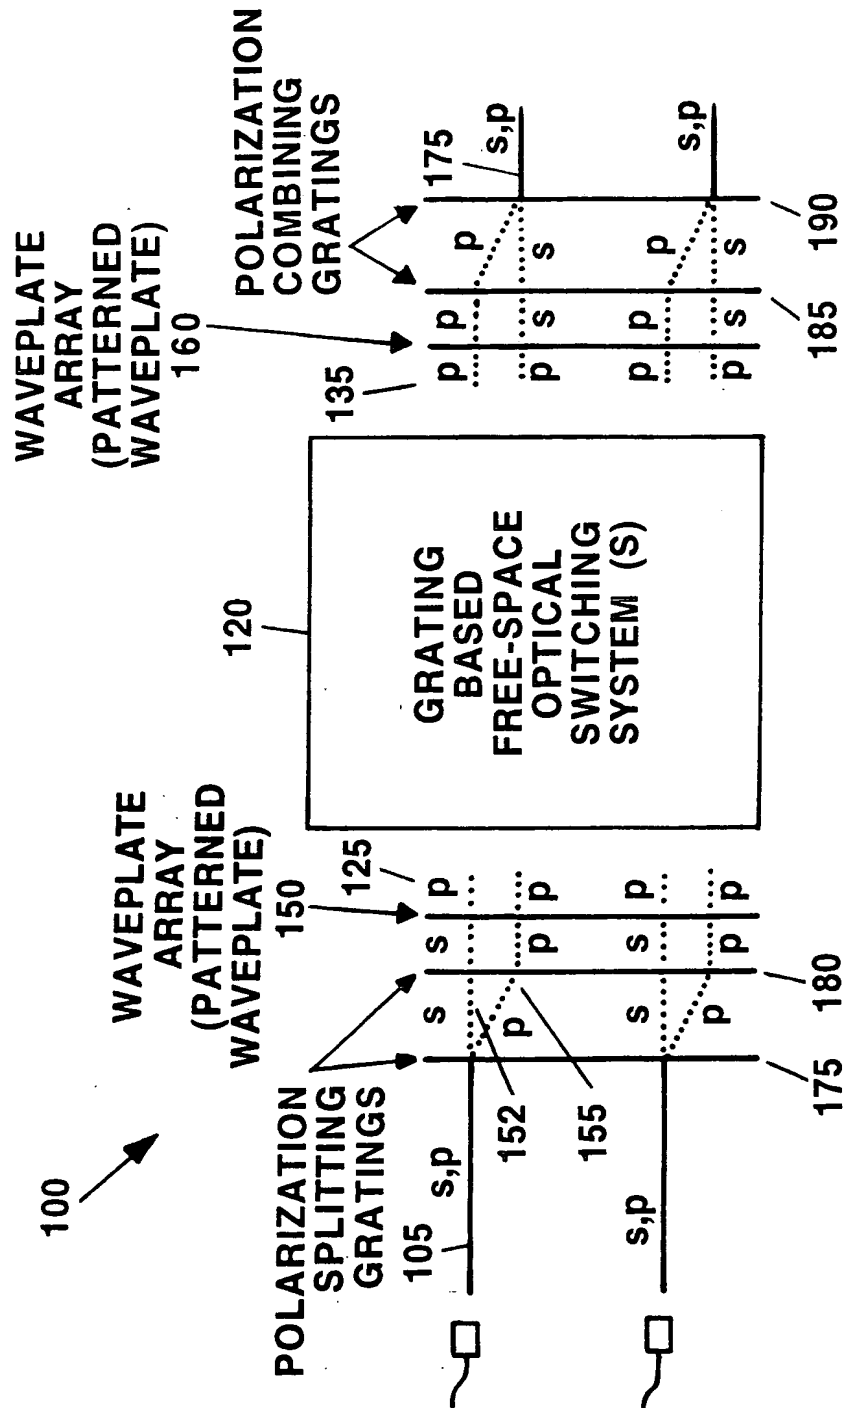 100
WAVEPLATE
ARRAY
(PATTERNED
WAVEPLATE)
150
WAVEPLATE
ARRAY
(PATTERNED
WAVEPLATE)
160
POLARIZATION
SPLITTING
GRATINGS
POLARIZATION
COMBINING
GRATINGS
105
s,p
s,p
152
155
s
p
s
p
s
p
s
p
125
p
p
p
p
175
180
120
GRATING
BASED
FREE-SPACE
OPTICAL
SWITCHING
SYSTEM (S)
135
p
p
p
p
p
s
p
s
p
s
p
s
175
s,p
s,p
185
190